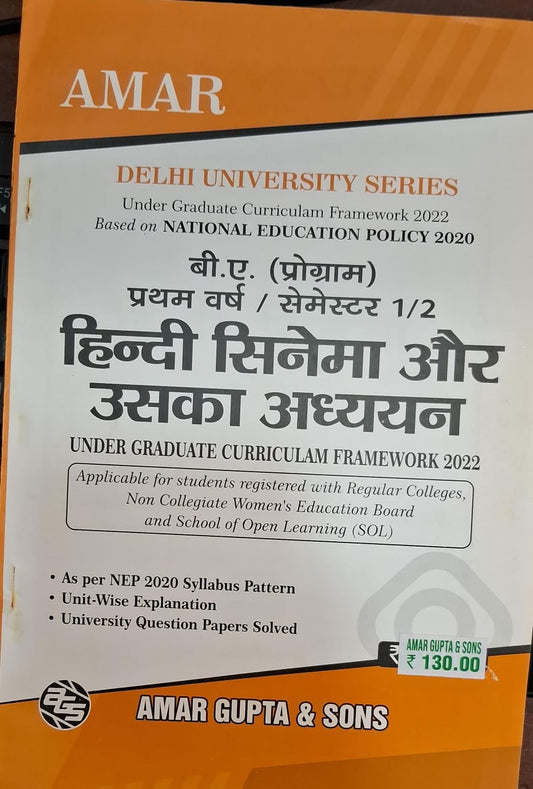 AMAR
DELHI UNIVERSITY SERIES
Under Graduate Curriculam Framework 2022
Based on NATIONAL EDUCATION POLICY 2020
बी.ए. (प्रोग्राम)
प्रथम वर्ष / सेमेस्टर 1/2
हिन्दी सिनेमा और
उसका अध्ययन
UNDER GRADUATE CURRICULAM FRAMEWORK 2022
Applicable for students registered with Regular Colleges,
Non Collegiate Women's Education Board
and School of Open Learning (SOL)
• As per NEP 2020 Syllabus Pattern
• Unit-Wise Explanation
• University Question Papers Solved
₹
AMAR GUPTA & SONS
₹ 130.00
ags
AMAR GUPTA & SONS
F5